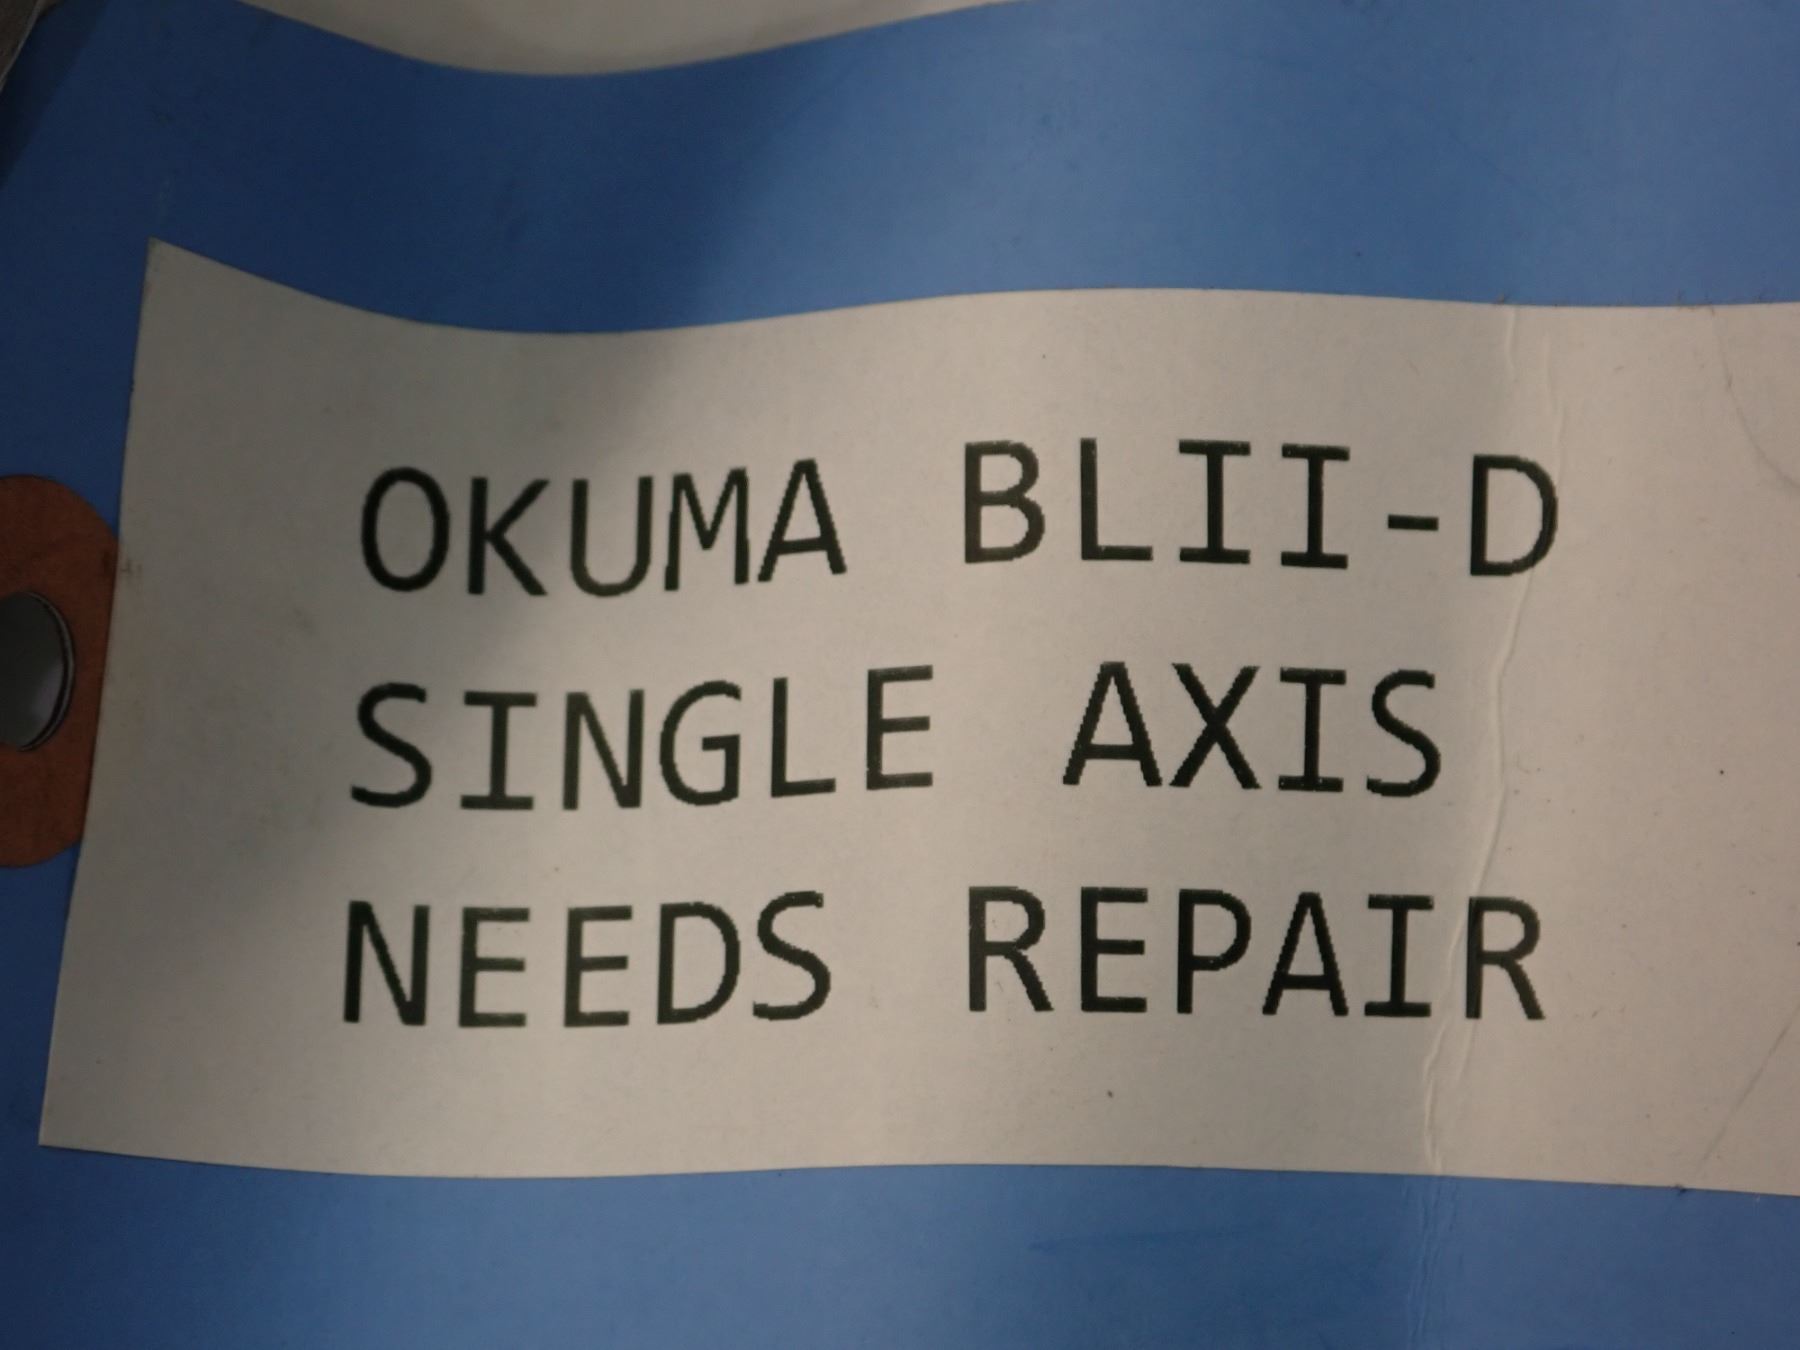 OKUMA BLII-D
SINGLE AXIS
NEEDS REPAIR